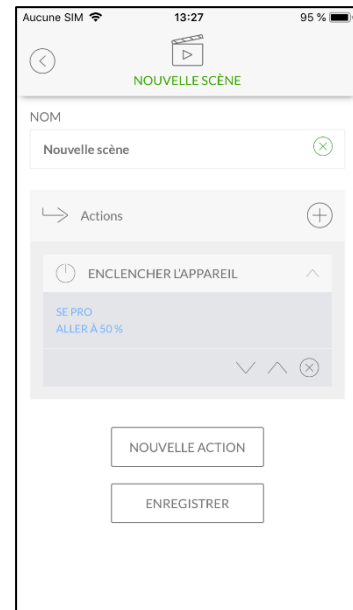 Aucune SIM 13:27 95 %
NOUVELLE SCÈNE
NOM
Nouvelle scène
Actions
ENCLENCHER L'APPAREIL
SE PRO
ALLER À 50 %
NOUVELLE ACTION
ENREGISTRER